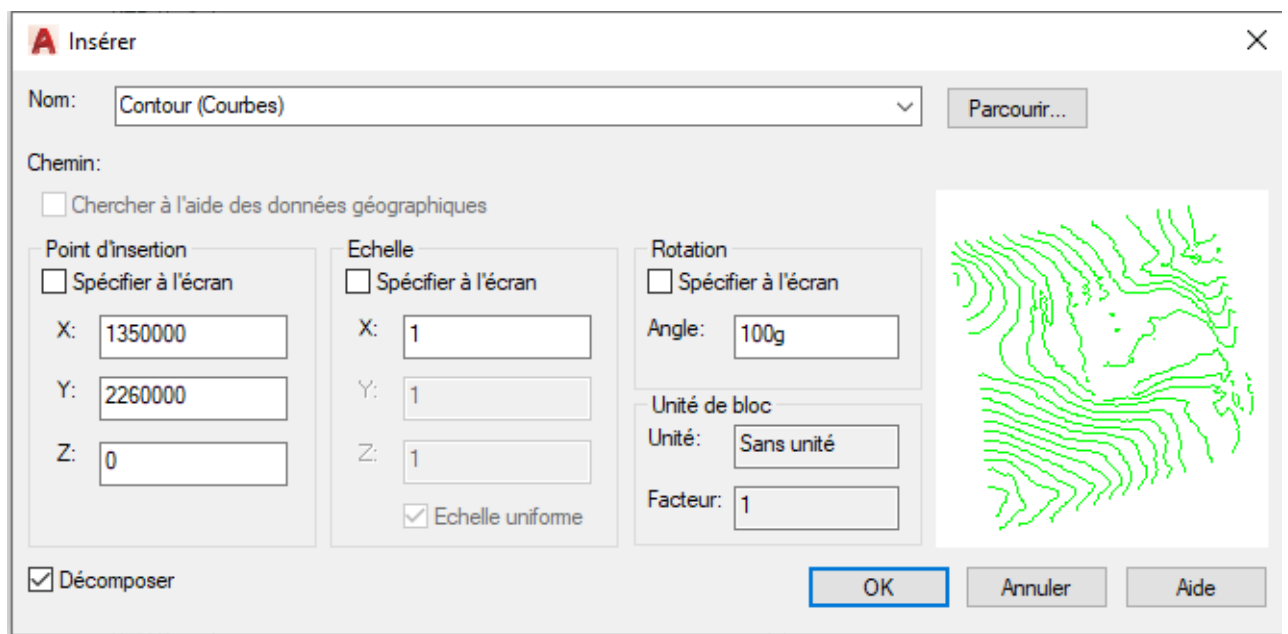 Insérer
Nom: Contour (Courbes) Parcourir...
Chemin:
Chercher à l'aide des données géographiques
Point d'insertion
Spécifier à l'écran
X: 1350000
Y: 2260000
Z: 0
Echelle
Spécifier à l'écran
X: 1
Y: 1
Z: 1
Echelle uniforme
Rotation
Spécifier à l'écran
Angle: 100g
Unité de bloc
Unité: Sans unité
Facteur: 1
Décomposer
OK Annuler Aide